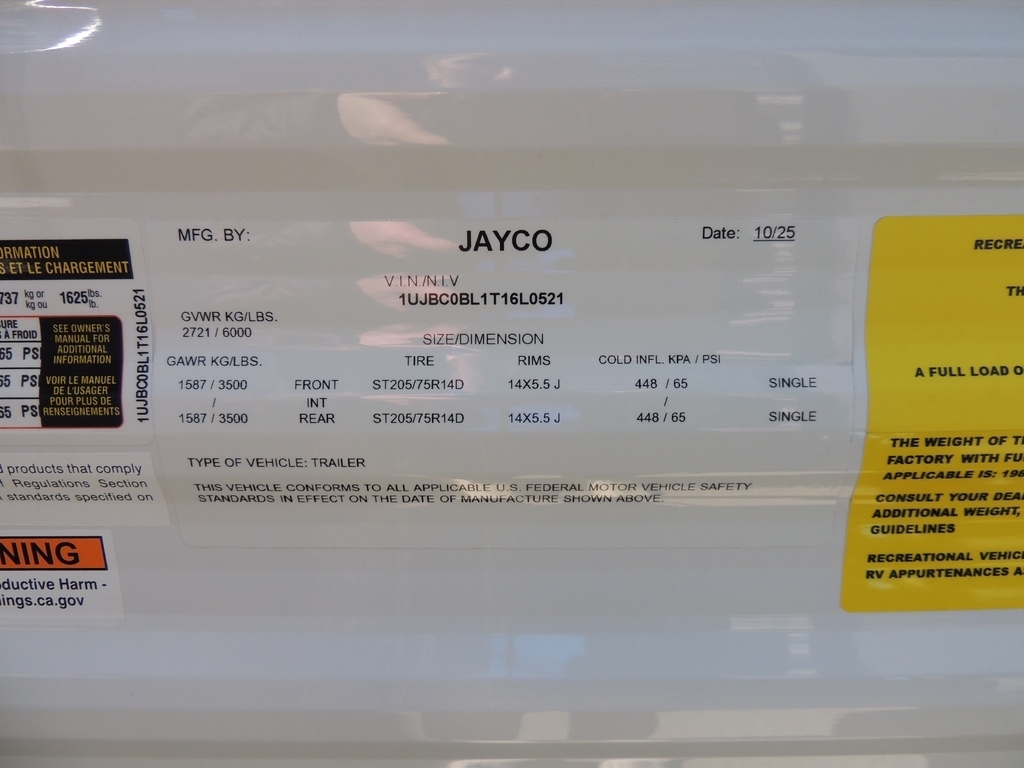 RMATION
S ET LE CHARGEMENT
737 kg or kg ou 1625 lbs. lb.
URE
S À FROID
65 PSI
65 PSI
65 PSI
SEE OWNER'S
MANUAL FOR
ADDITIONAL
INFORMATION
VOIR LE MANUEL
DE L'USAGER
POUR PLUS DE
RENSEIGNEMENTS
1UJBC0BL1T16L0521
d products that comply
f Regulations Section
standards specified on
NING
oductive Harm -
ings.ca.gov
MFG. BY: JAYCO Date: 10/25
V.I.N./N.I.V
1UJBC0BL1T16L0521
GVWR KG/LBS.
2721 / 6000
SIZE/DIMENSION
GAWR KG/LBS. TIRE RIMS COLD INFL. KPA / PSI
1587 / 3500 FRONT ST205/75R14D 14X5.5 J 448 / 65 SINGLE
/ INT / /
1587 / 3500 REAR ST205/75R14D 14X5.5 J 448 / 65 SINGLE
TYPE OF VEHICLE: TRAILER
THIS VEHICLE CONFORMS TO ALL APPLICABLE U.S. FEDERAL MOTOR VEHICLE SAFETY
STANDARDS IN EFFECT ON THE DATE OF MANUFACTURE SHOWN ABOVE.
RECREA
TH
A FULL LOAD O
THE WEIGHT OF T
FACTORY WITH FU
APPLICABLE IS: 198
CONSULT YOUR DEA
ADDITIONAL WEIGHT,
GUIDELINES
RECREATIONAL VEHIC
RV APPURTENANCES A